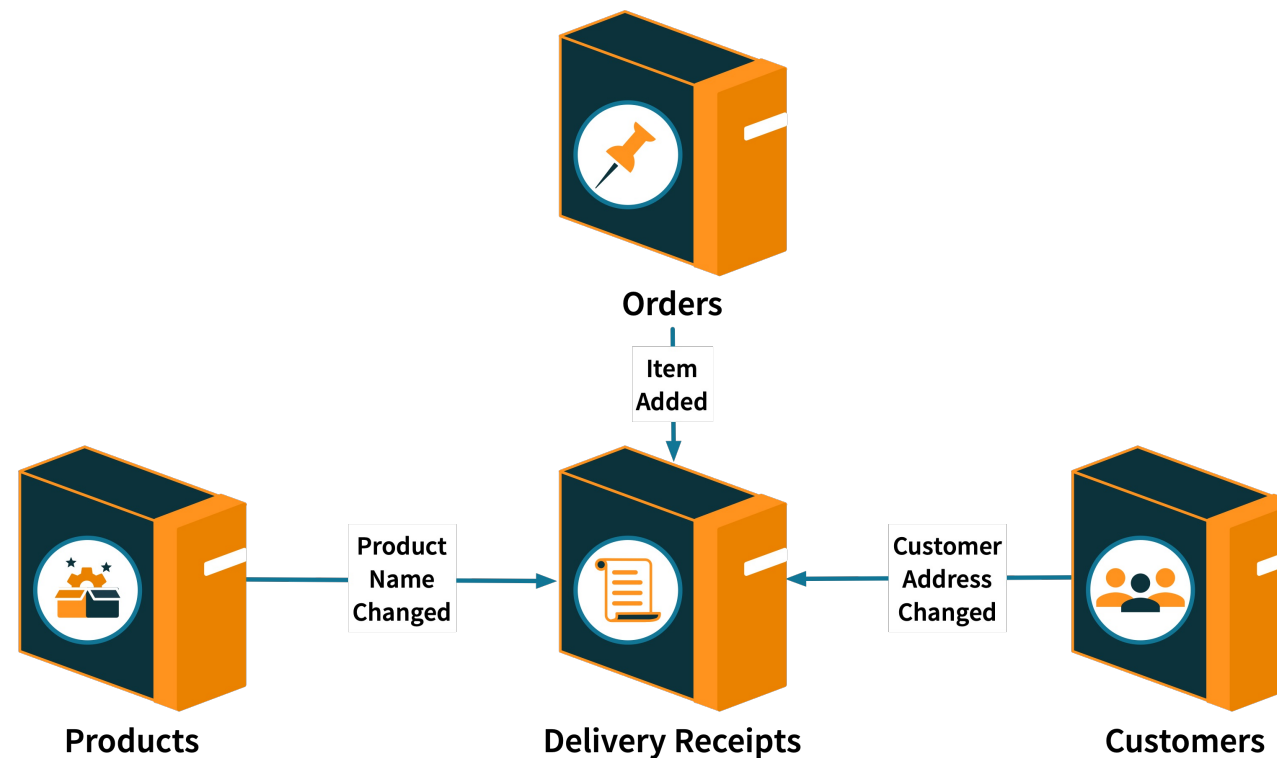 Orders
Item
Added
Product
Name
Changed
Customer
Address
Changed
Products
Delivery Receipts
Customers